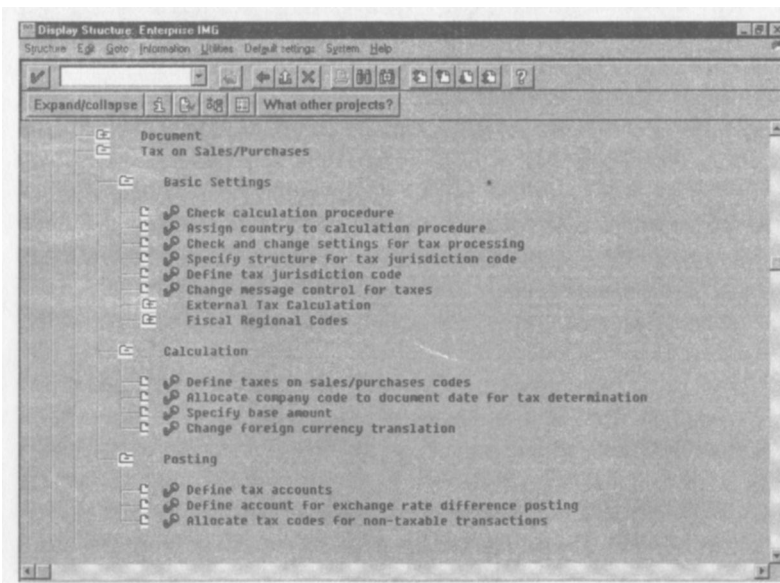 Display Structure: Enterprise IMG
Structure Edit Goto Information Utilities Default settings System Help
Expand/collapse What other projects?
Document
Tax on Sales/Purchases
Basic Settings
Check calculation procedure
Assign country to calculation procedure
Check and change settings for tax processing
Specify structure for tax jurisdiction code
Define tax jurisdiction code
Change message control for taxes
External Tax Calculation
Fiscal Regional Codes
Calculation
Define taxes on sales/purchases codes
Allocate company code to document date for tax determination
Specify base amount
Change foreign currency translation
Posting
Define tax accounts
Define account for exchange rate difference posting
Allocate tax codes for non-taxable transactions